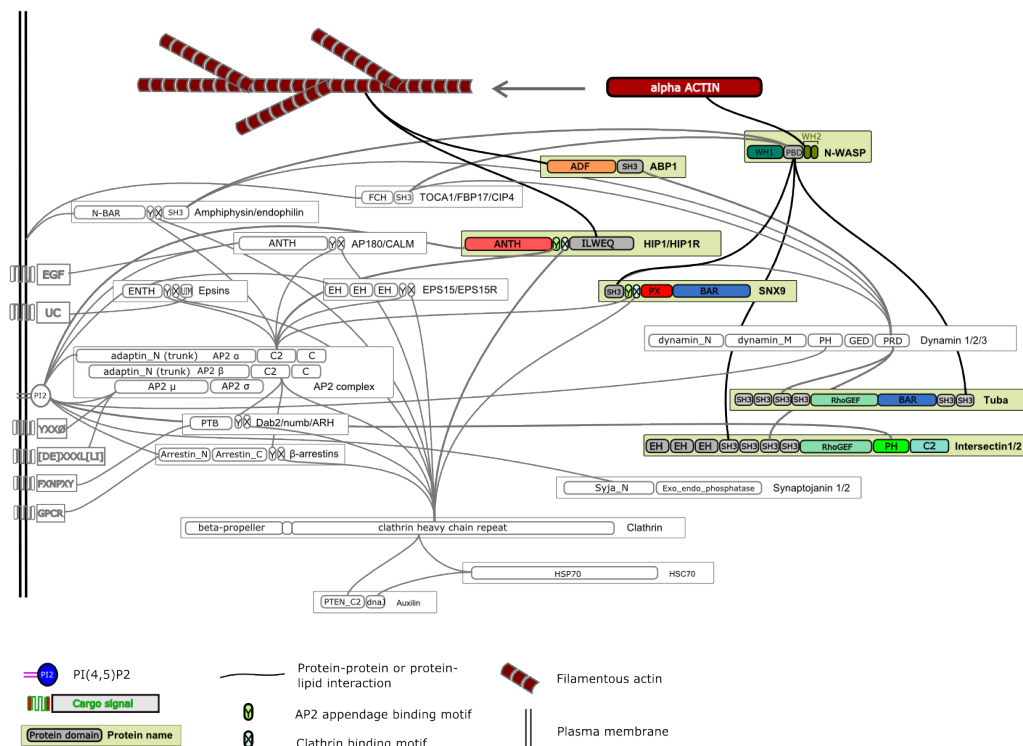 alpha ACTIN
WH2
WH1 PBD N-WASP
ADF SH3 ABP1
FCH SH3 TOCA1/FBP17/CIP4
N-BAR Y X SH3 Amphiphysin/endophilin
ANTH Y X AP180/CALM
ANTH Y X ILWEQ HIP1/HIP1R
EGF
ENTH Y X UIM Epsins
EH EH EH Y X EPS15/EPS15R
SH3 Y X PX BAR SNX9
UC
dynamin_N dynamin_M PH GED PRD Dynamin 1/2/3
adaptin_N (trunk) AP2 α C2 C
adaptin_N (trunk) AP2 β C2 C
AP2 μ AP2 σ AP2 complex
PI2
SH3 SH3 SH3 SH3 RhoGEF BAR SH3 SH3 Tuba
YXXØ
PTB Y X Dab2/numb/ARH
EH EH EH SH3 SH3 SH3 SH3 SH3 RhoGEF PH C2 Intersectin1/2
[DE]XXXL[LI]
Arrestin_N Arrestin_C Y X β-arrestins
FXNPXY
Syja_N Exo_endo_phosphatase Synaptojanin 1/2
GPCR
beta-propeller clathrin heavy chain repeat Clathrin
HSP70 HSC70
PTEN_C2 dnaJ Auxilin
PI2 PI(4,5)P2
Cargo signal
Protein domain Protein name
Protein-protein or protein-
lipid interaction
Y AP2 appendage binding motif
X Clathrin binding motif
Filamentous actin
Plasma membrane